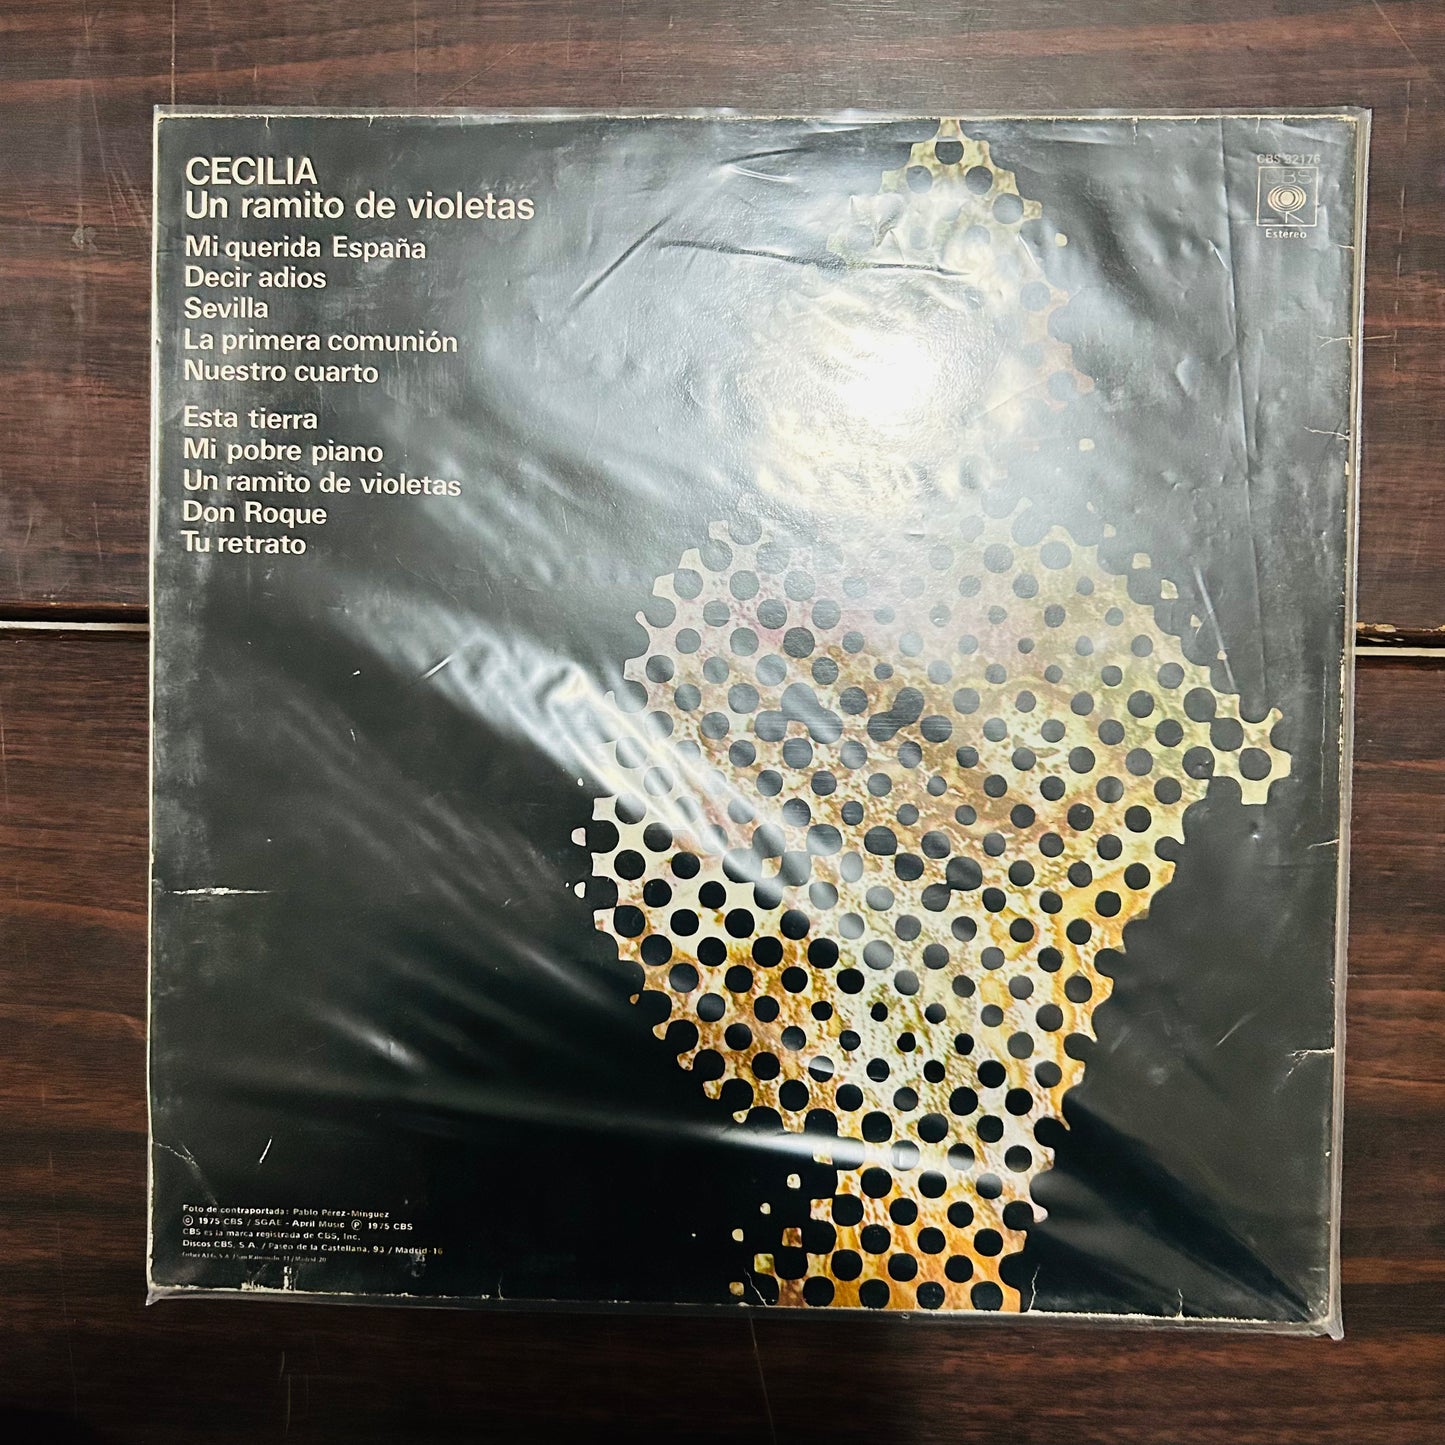 CECILIA
Un ramito de violetas
Mi querida España
Decir adios
Sevilla
La primera comunión
Nuestro cuarto
Esta tierra
Mi pobre piano
Un ramito de violetas
Don Roque
Tu retrato
CBS 82176
CBS
Estéreo
Foto de contraportada: Pablo Pérez-Mínguez
© 1975 CBS / SGAE - April Music ℗ 1975 CBS
CBS es la marca registrada de CBS, Inc.
Discos CBS, S.A. / Paseo de la Castellana, 93 / Madrid-16